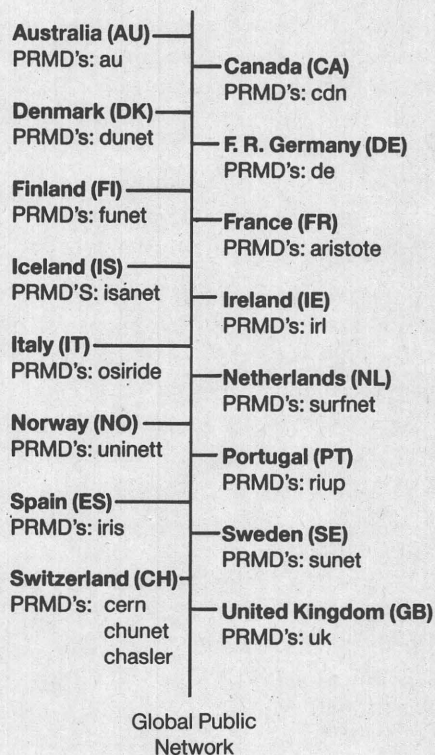 Australia (AU)
PRMD's: au
Canada (CA)
PRMD's: cdn
Denmark (DK)
PRMD's: dunet
F. R. Germany (DE)
PRMD's: de
Finland (FI)
PRMD's: funet
France (FR)
PRMD's: aristote
Iceland (IS)
PRMD'S: isanet
Ireland (IE)
PRMD's: irl
Italy (IT)
PRMD's: osiride
Netherlands (NL)
PRMD's: surfnet
Norway (NO)
PRMD's: uninett
Portugal (PT)
PRMD's: riup
Spain (ES)
PRMD's: iris
Sweden (SE)
PRMD's: sunet
Switzerland (CH)
PRMD's: cern
chunet
chasler
United Kingdom (GB)
PRMD's: uk
Global Public
Network